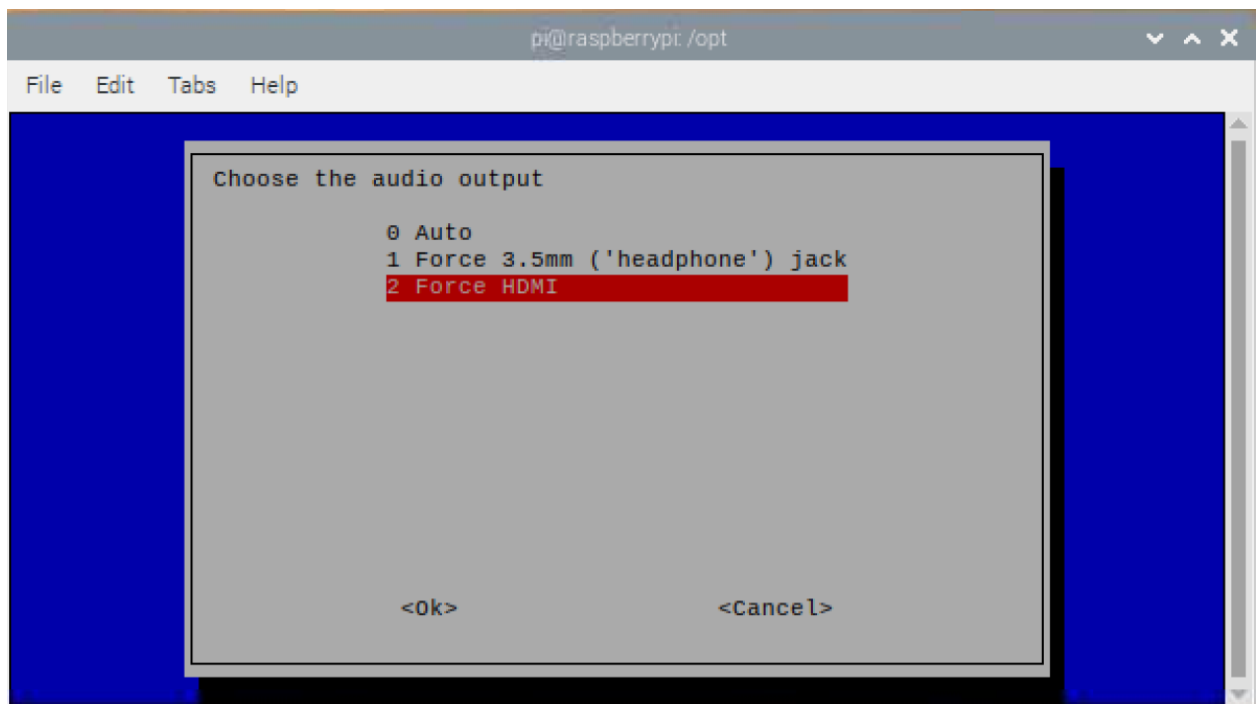 pi@raspberrypi: /opt
File Edit Tabs Help
Choose the audio output
0 Auto
1 Force 3.5mm ('headphone') jack
2 Force HDMI
<Ok> <Cancel>